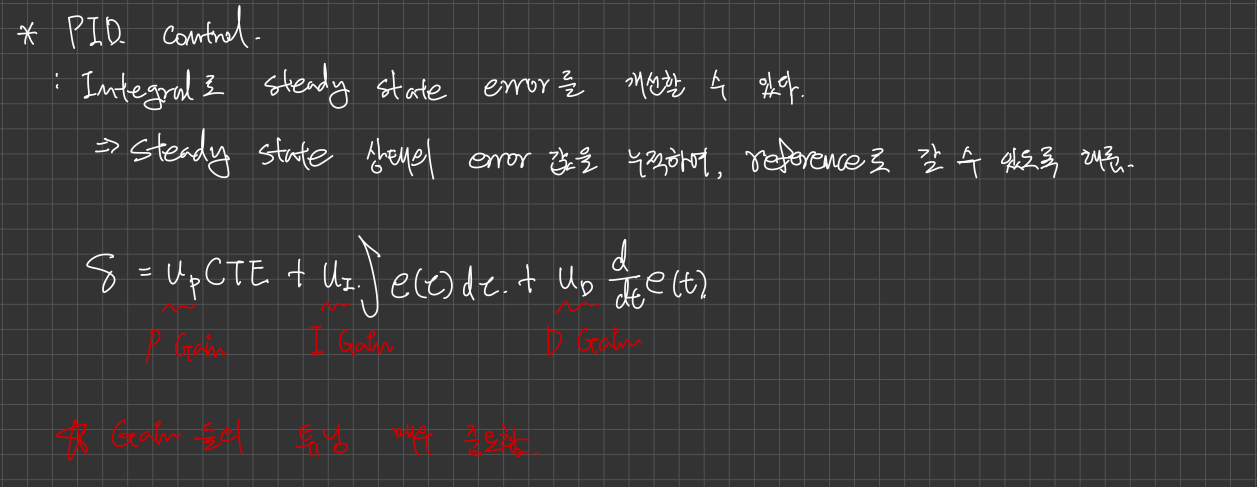 * PID control.
: Integral로 steady state error를 개선할 수 있다.
⇒ steady state 상태의 error 값을 누적하여, reference로 갈 수 있도록 해줌.
δ = u_p CTE + u_I ∫ e(t) dt. + u_D d/dt e(t)
P Gain I Gain D Gain
※ Gain 들의 튜닝 매우 중요함.